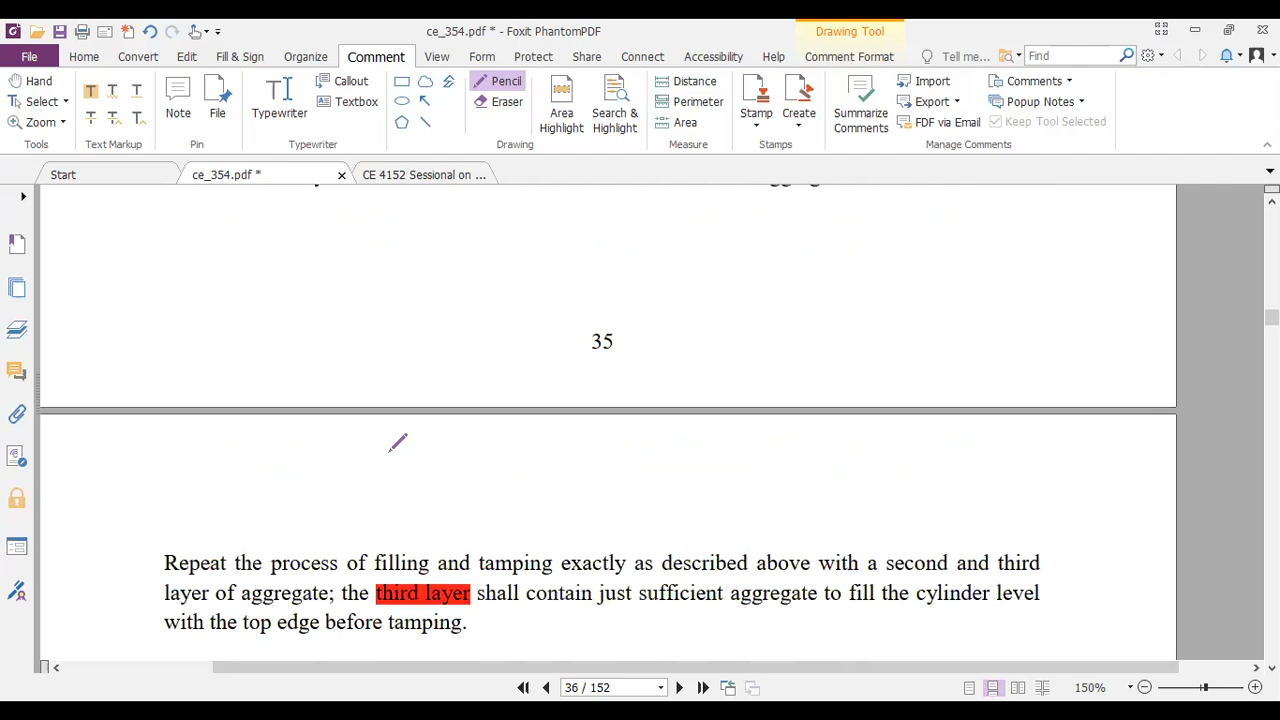 ce_354.pdf * - Foxit PhantomPDF
Drawing Tool
File Home Convert Edit Fill & Sign Organize Comment View Form Protect Share Connect Accessibility Help Comment Format Tell me... Find
Hand
Select
Zoom
Tools
Text Markup
Note
File
Pin
Typewriter
Callout
Textbox
Typewriter
Pencil
Eraser
Area Highlight
Search & Highlight
Drawing
Distance
Perimeter
Area
Measure
Stamp
Create
Stamps
Summarize Comments
Import
Export
FDF via Email
Comments
Popup Notes
Keep Tool Selected
Manage Comments
Start
ce_354.pdf *
CE 4152 Sessional on ...
35
Repeat the process of filling and tamping exactly as described above with a second and third
layer of aggregate; the third layer shall contain just sufficient aggregate to fill the cylinder level
with the top edge before tamping.
36 / 152
150%